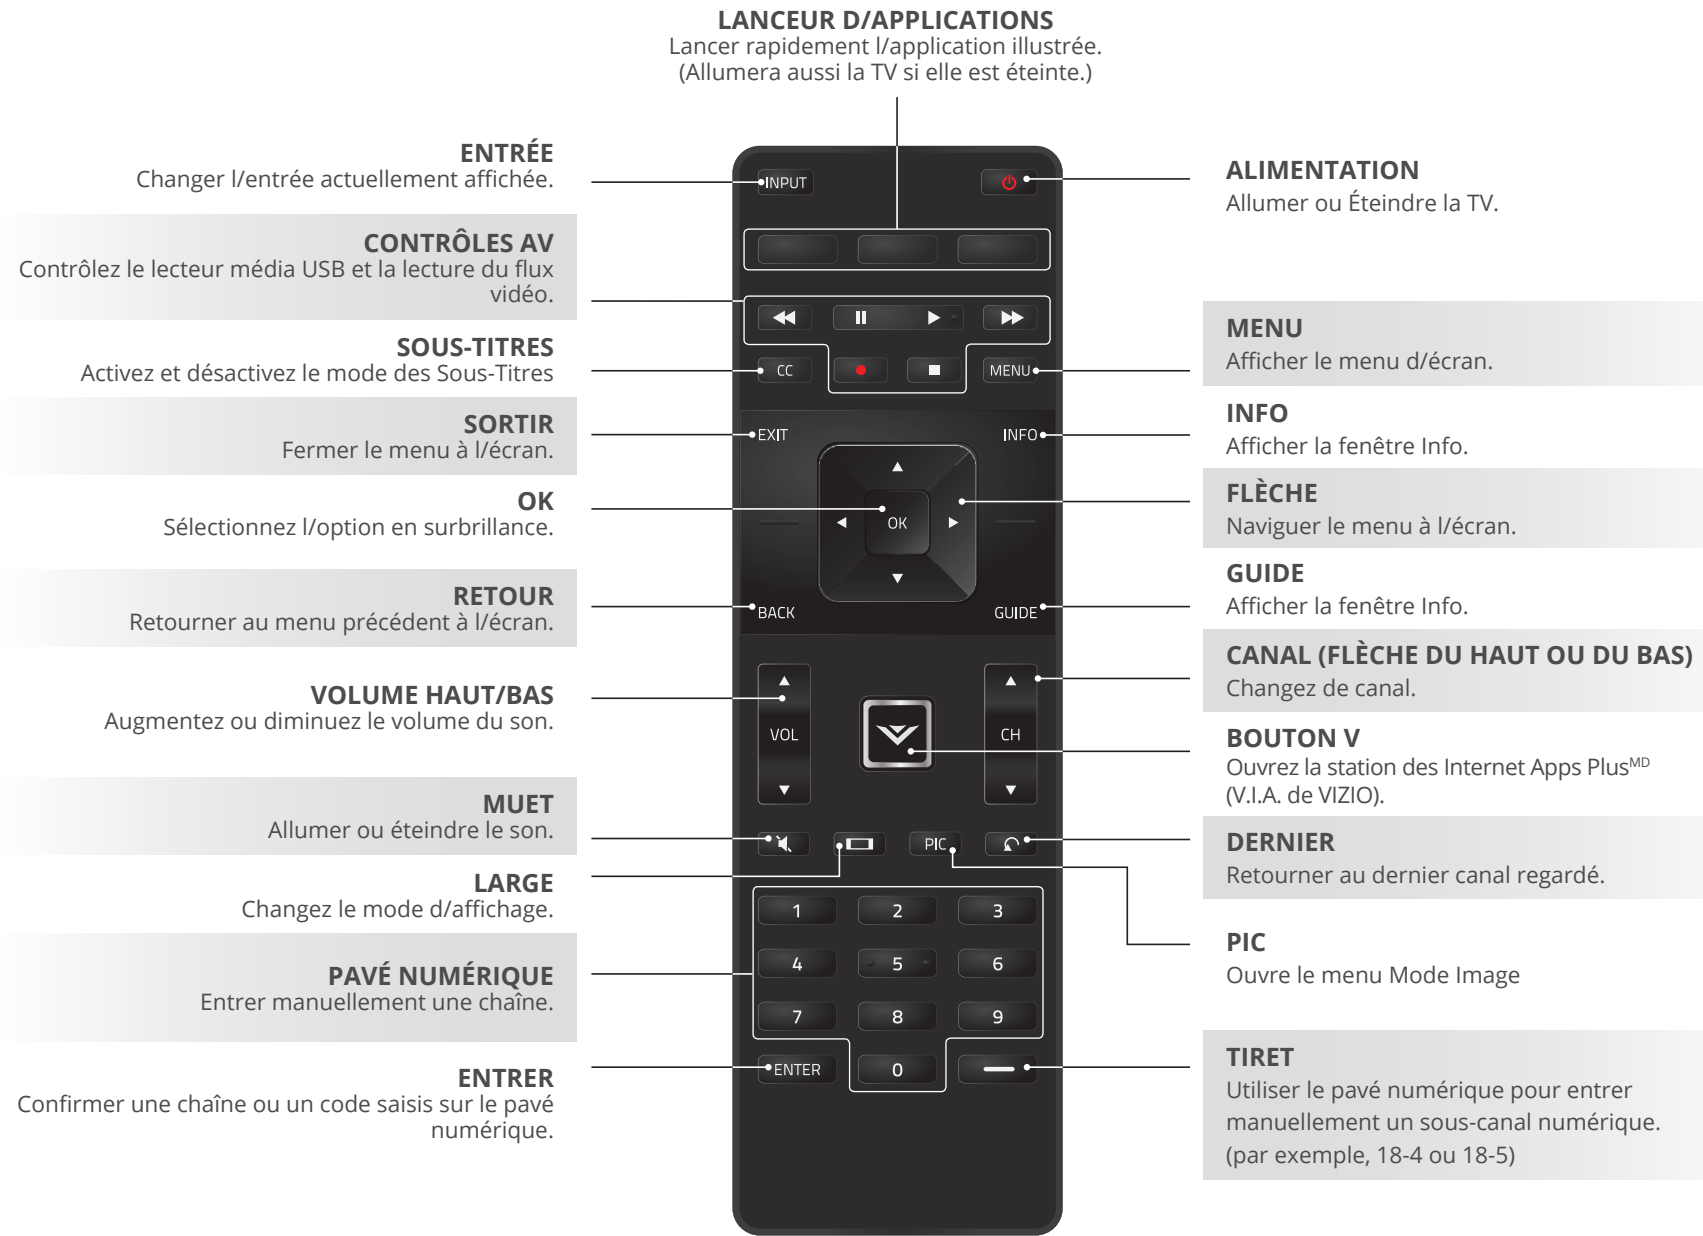 LANCEUR D/APPLICATIONS
Lancer rapidement l/application illustrée.
(Allumera aussi la TV si elle est éteinte.)
ENTRÉE
Changer l/entrée actuellement affichée.
CONTRÔLES AV
Contrôlez le lecteur média USB et la lecture du flux
vidéo.
SOUS-TITRES
Activez et désactivez le mode des Sous-Titres
SORTIR
Fermer le menu à l/écran.
OK
Sélectionnez l/option en surbrillance.
RETOUR
Retourner au menu précédent à l/écran.
VOLUME HAUT/BAS
Augmentez ou diminuez le volume du son.
MUET
Allumer ou éteindre le son.
LARGE
Changez le mode d/affichage.
PAVÉ NUMÉRIQUE
Entrer manuellement une chaîne.
ENTRER
Confirmer une chaîne ou un code saisis sur le pavé
numérique.
INPUT
CC
MENU
EXIT
INFO
OK
BACK
GUIDE
VOL
CH
PIC
1 2 3
4 5 6
7 8 9
ENTER 0
ALIMENTATION
Allumer ou Éteindre la TV.
MENU
Afficher le menu d/écran.
INFO
Afficher la fenêtre Info.
FLÈCHE
Naviguer le menu à l/écran.
GUIDE
Afficher la fenêtre Info.
CANAL (FLÈCHE DU HAUT OU DU BAS)
Changez de canal.
BOUTON V
Ouvrez la station des Internet Apps PlusMD
(V.I.A. de VIZIO).
DERNIER
Retourner au dernier canal regardé.
PIC
Ouvre le menu Mode Image
TIRET
Utiliser le pavé numérique pour entrer
manuellement un sous-canal numérique.
(par exemple, 18-4 ou 18-5)